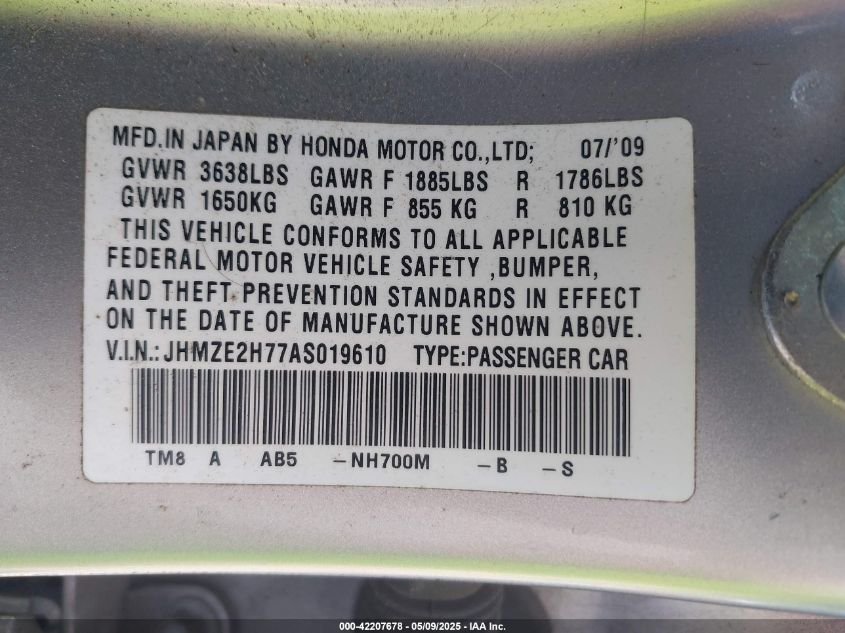 MFD.IN JAPAN BY HONDA MOTOR CO.,LTD; 07/'09
GVWR 3638LBS GAWR F 1885LBS R 1786LBS
GVWR 1650KG GAWR F 855 KG R 810 KG
THIS VEHICLE CONFORMS TO ALL APPLICABLE
FEDERAL MOTOR VEHICLE SAFETY ,BUMPER,
AND THEFT PREVENTION STANDARDS IN EFFECT
ON THE DATE OF MANUFACTURE SHOWN ABOVE.
V.I.N.: JHMZE2H77AS019610 TYPE:PASSENGER CAR
TM8 A AB5 -NH700M -B -S
000-42207678 - 05/09/2025 - IAA Inc.